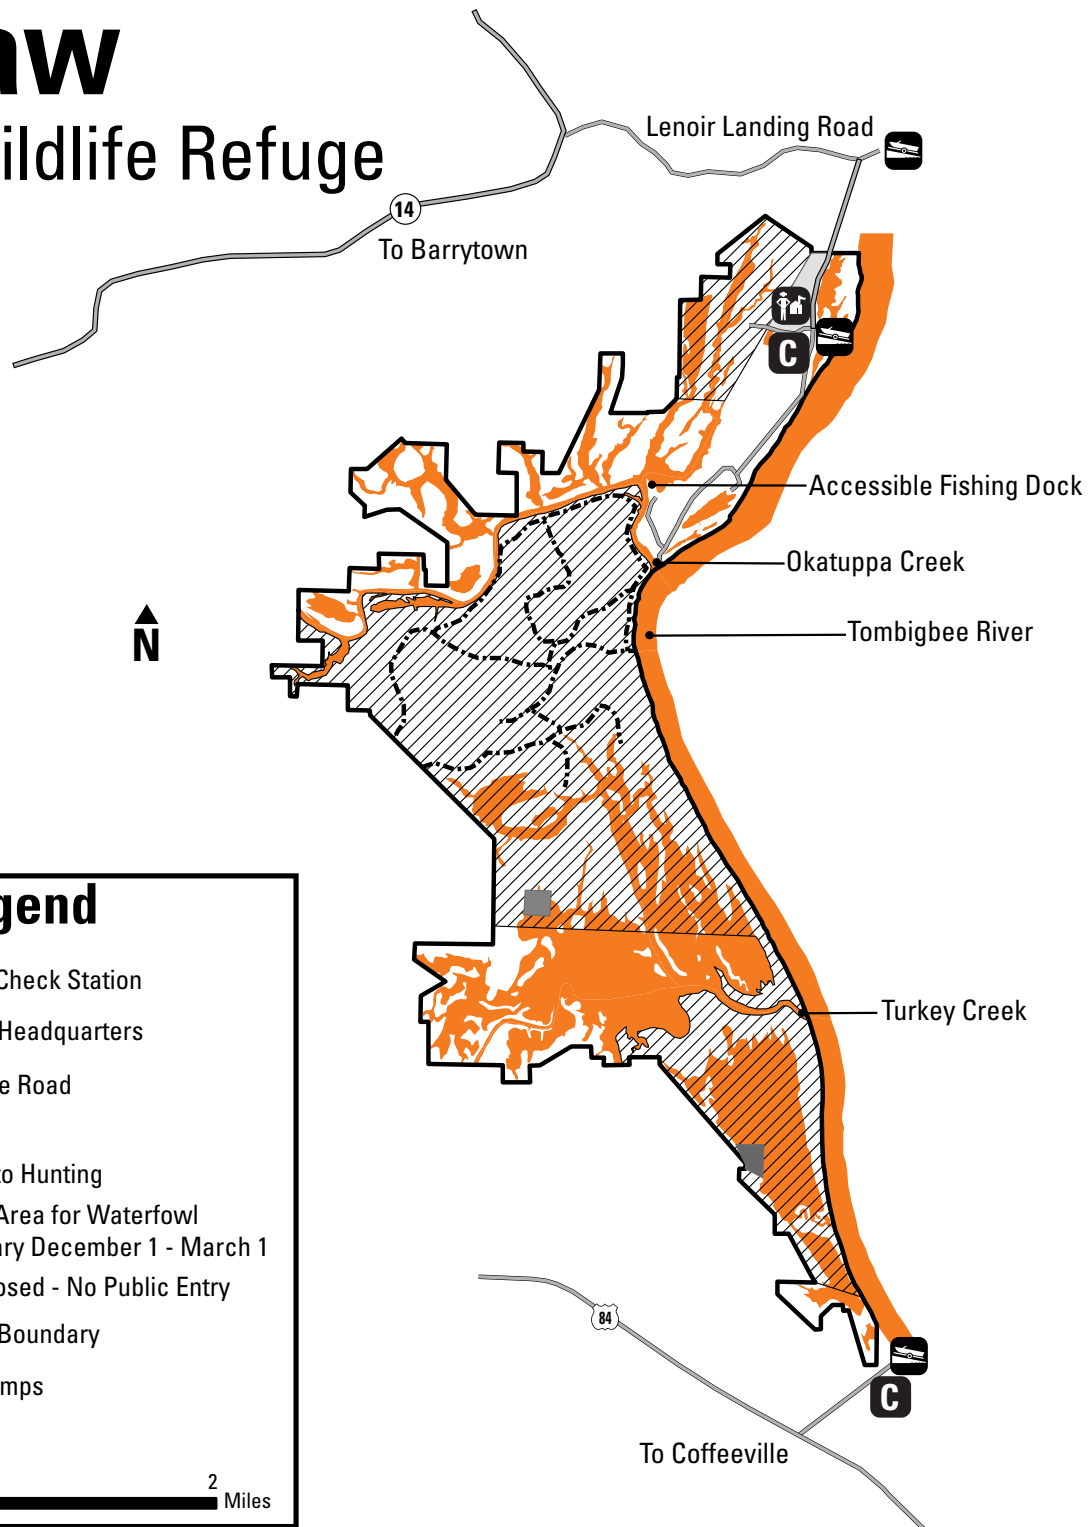 aw
ildlife Refuge
Lenoir Landing Road
14
To Barrytown
C
Accessible Fishing Dock
Okatuppa Creek
Tombigbee River
N
gend
Check Station
Headquarters
e Road
to Hunting
Area for Waterfowl
ary December 1 - March 1
osed - No Public Entry
Boundary
mps
2
Miles
Turkey Creek
84
C
To Coffeeville